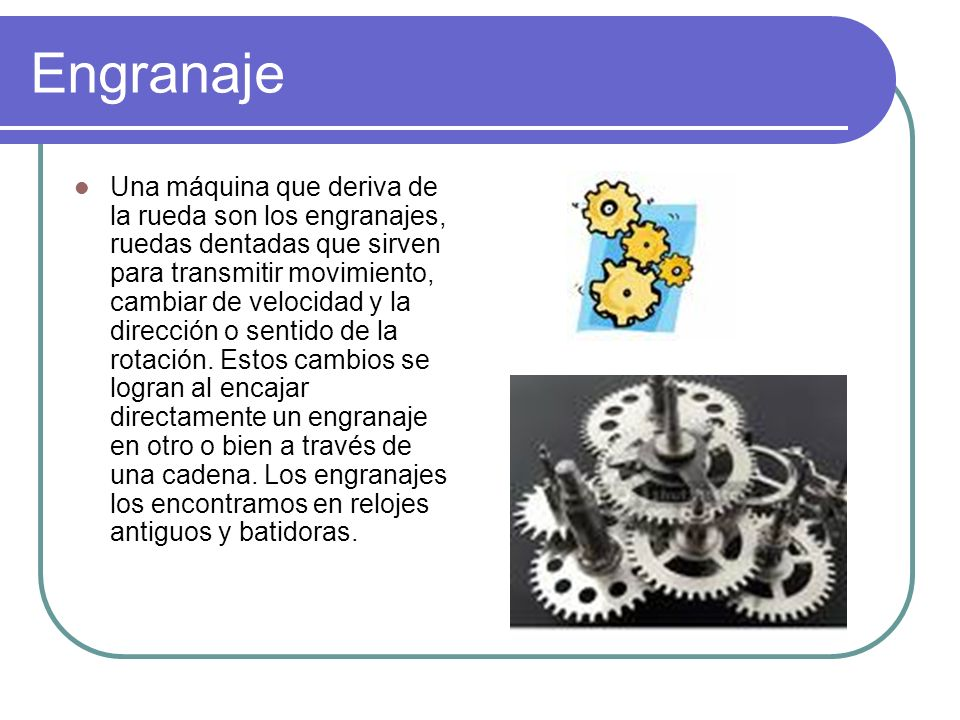 Engranaje
Una máquina que deriva de
la rueda son los engranajes,
ruedas dentadas que sirven
para transmitir movimiento,
cambiar de velocidad y la
dirección o sentido de la
rotación. Estos cambios se
logran al encajar
directamente un engranaje
en otro o bien a través de
una cadena. Los engranajes
los encontramos en relojes
antiguos y batidoras.